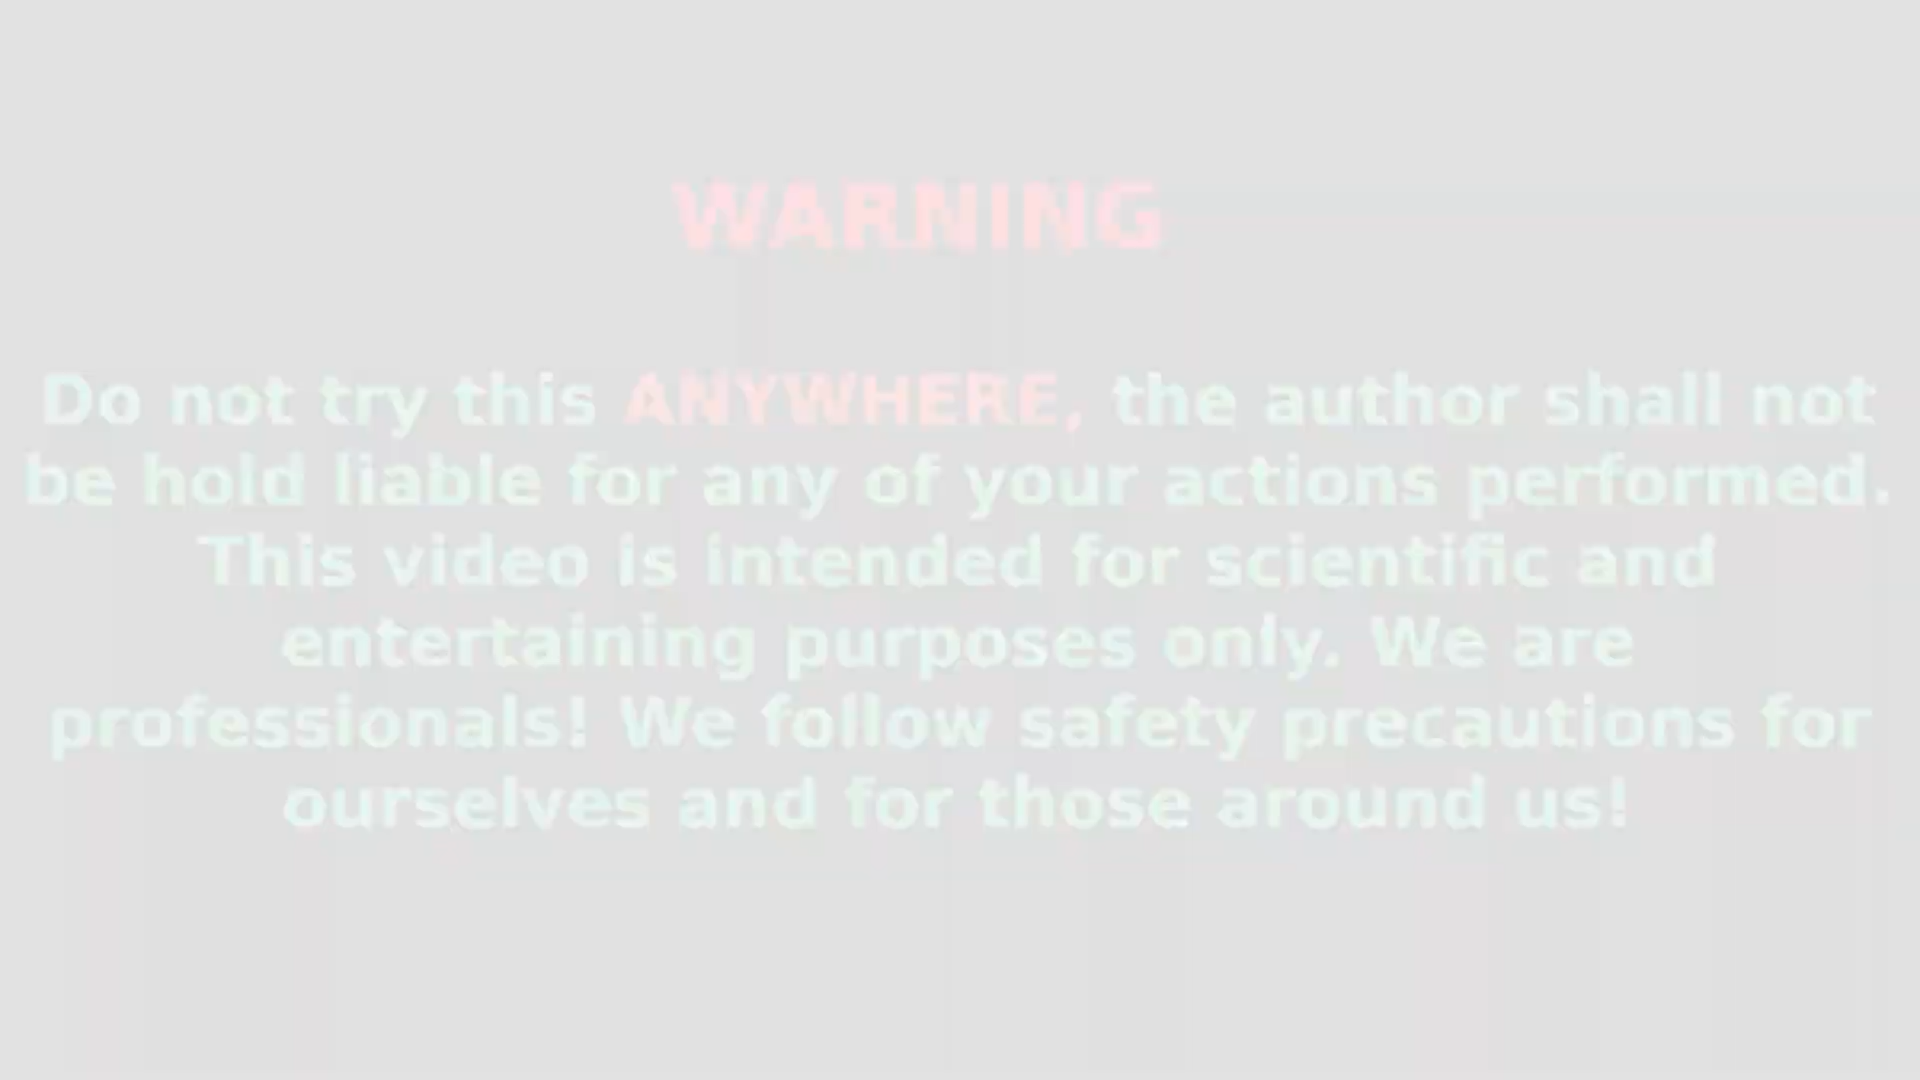 WARNING
Do not try this ANYWHERE, the author shall not
be hold liable for any of your actions performed.
This video is intended for scientific and
entertaining purposes only. We are
professionals! We follow safety precautions for
ourselves and for those around us!